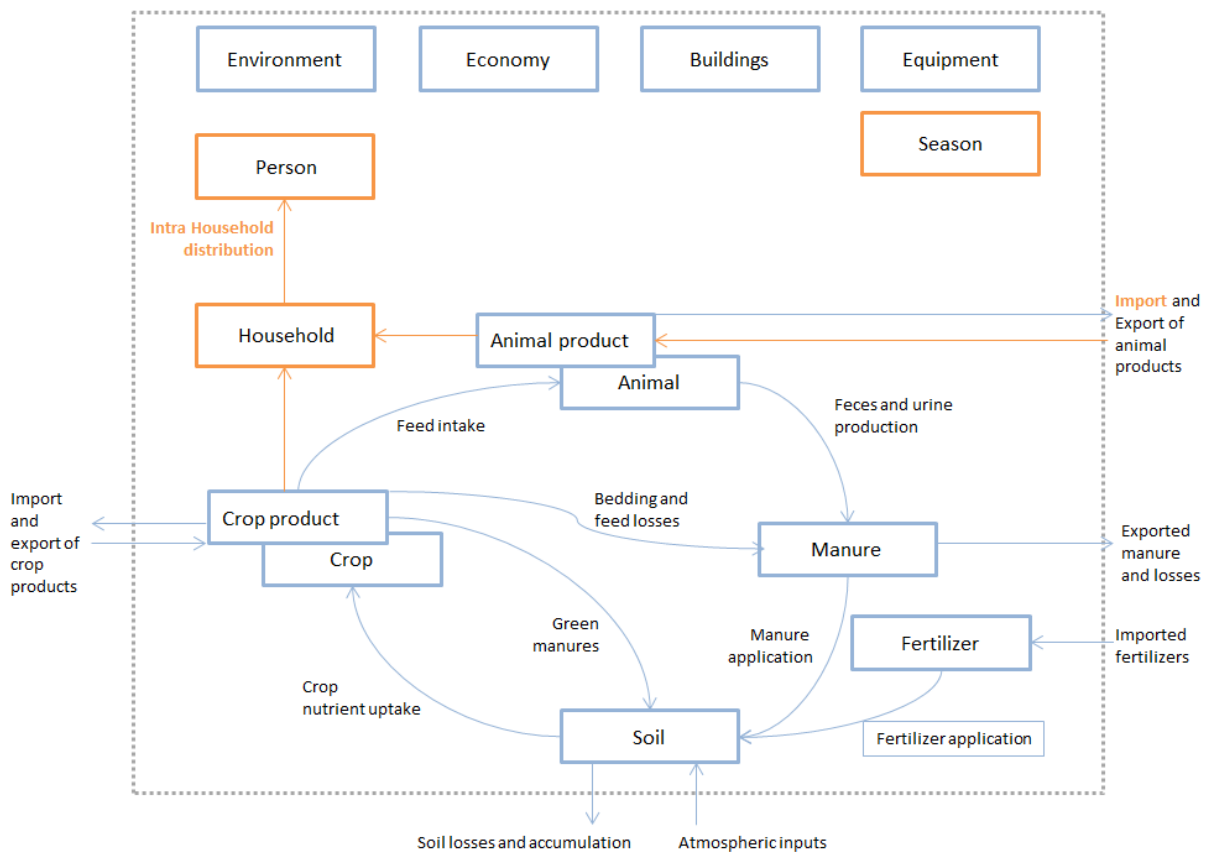 Environment
Economy
Buildings
Equipment
Person
Season
Intra Household
distribution
Household
Animal product
Animal
Import and
Export of
animal
products
Feed intake
Feces and urine
production
Import
and
export of
crop
products
Crop product
Crop
Bedding and
feed losses
Manure
Exported
manure
and losses
Green
manures
Manure
application
Fertilizer
Imported
fertilizers
Crop
nutrient uptake
Soil
Fertilizer application
Soil losses and accumulation
Atmospheric inputs